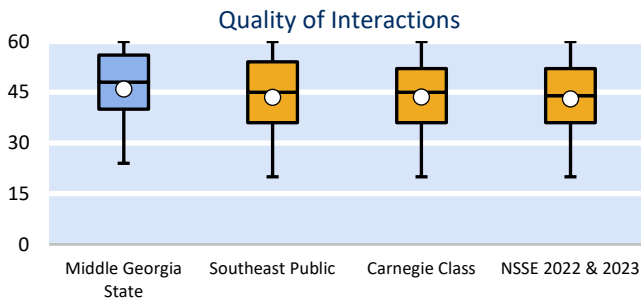 Quality of Interactions
60
45
30
15
0
Middle Georgia State
Southeast Public
Carnegie Class
NSSE 2022 & 2023